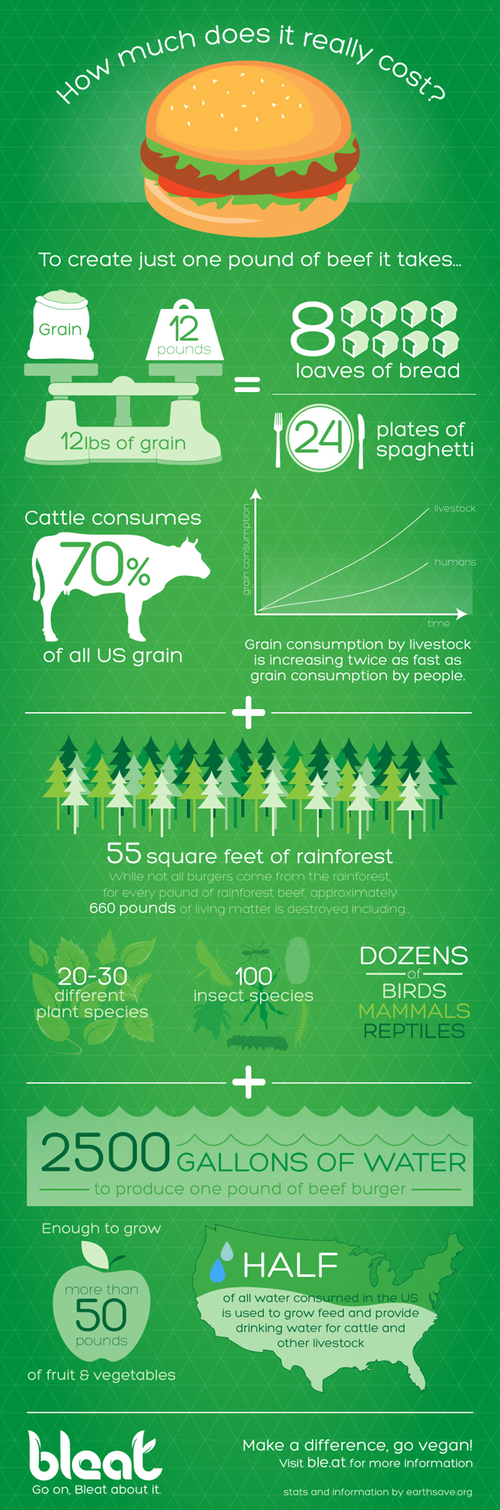 How much does it really cost?
To create just one pound of beef it takes...
Grain
12
pounds
12lbs of grain
=
8
loaves of bread
24
plates of
spaghetti
Cattle consumes
70%
of all US grain
grain consumption
livestock
humans
time
Grain consumption by livestock
is increasing twice as fast as
grain consumption by people.
+
55 square feet of rainforest
While not all burgers come from the rainforest,
for every pound of rainforest beef, approximately
660 pounds of living matter is destroyed including..
20-30
different
plant species
100
insect species
DOZENS
of
BIRDS
MAMMALS
REPTILES
+
2500 GALLONS OF WATER
to produce one pound of beef burger
Enough to grow
more than
50
pounds
of fruit & vegetables
HALF
of all water consumed in the US
is used to grow feed and provide
drinking water for cattle and
other livestock
bleat
Go on, Bleat about it.
Make a difference, go vegan!
Visit ble.at for more information
stats and information by earthsave.org